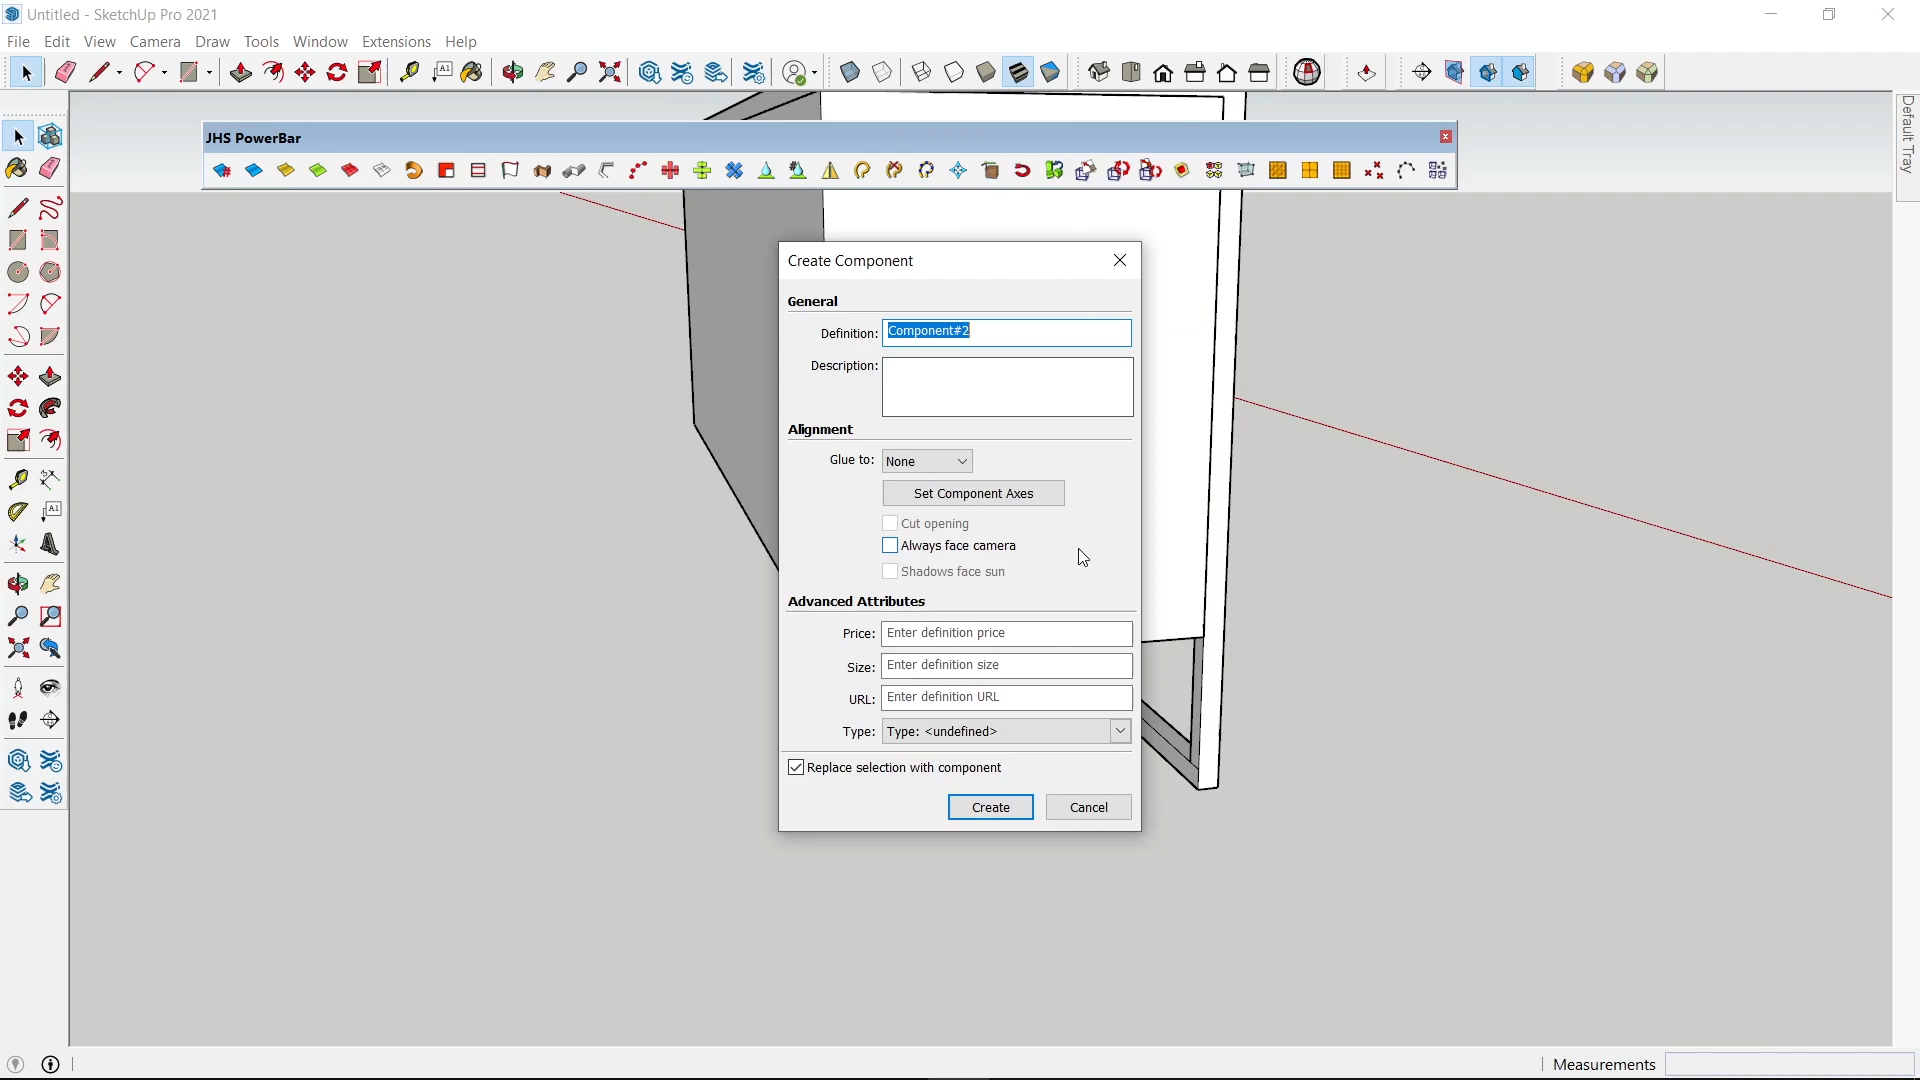 Untitled - SketchUp Pro 2021
File Edit View Camera Draw Tools Window Extensions Help
A1
Default Tray
JHS PowerBar
Create Component
General
Definition: Component#2
Description:
Alignment
Glue to: None
Set Component Axes
Cut opening
Always face camera
Shadows face sun
Advanced Attributes
Price: Enter definition price
Size: Enter definition size
URL: Enter definition URL
Type: Type: <undefined>
Replace selection with component
Create Cancel
A1
Measurements